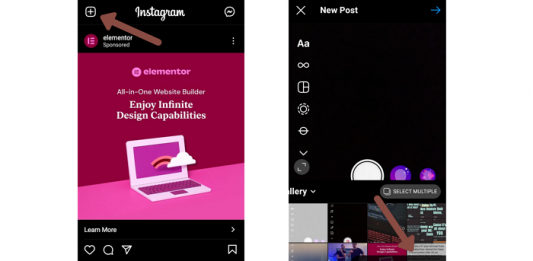 Instagram
elementor
Sponsored
elementor
All-in-One Website Builder
Enjoy Infinite
Design Capabilities
Learn More
New Post
Aa
allery
SELECT MULTIPLE